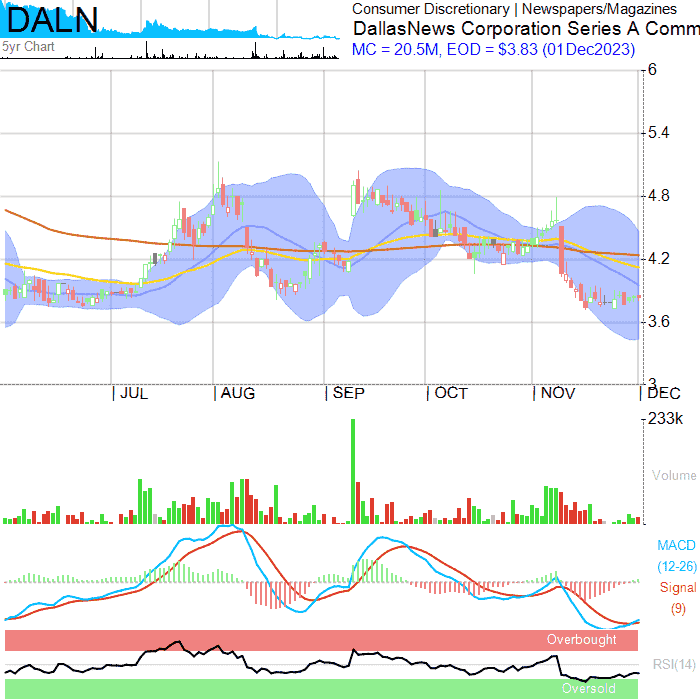 DALN
5yr Chart
Consumer Discretionary | Newspapers/Magazines
DallasNews Corporation Series A Comm
MC = 20.5M, EOD = $3.83 (01Dec2023)
6
5.4
4.8
4.2
3.6
3
JUL AUG SEP OCT NOV DEC
233k
Volume
MACD
(12-26)
Signal
(9)
Overbought
RSI(14)
Oversold